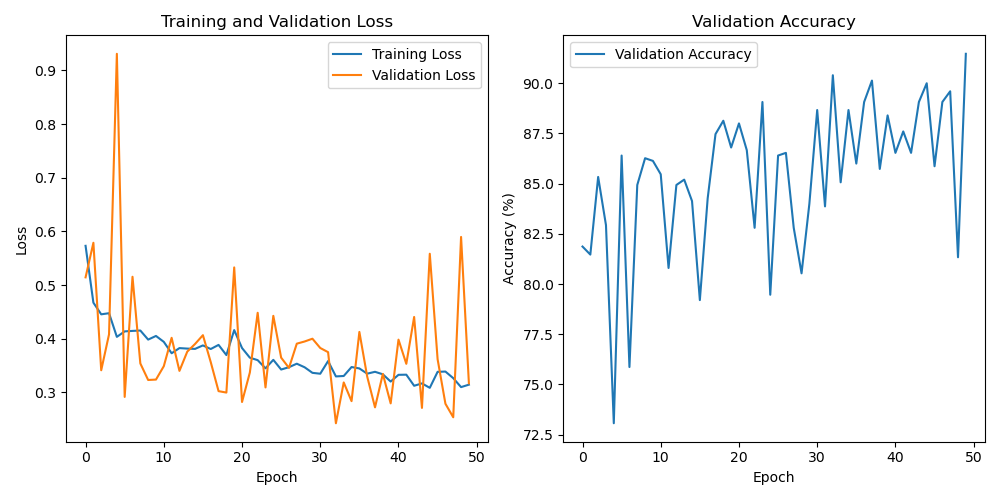 Training and Validation Loss
Training Loss
Validation Loss
0.9
0.8
0.7
0.6
0.5
0.4
0.3
Loss
0 10 20 30 40 50
Epoch
Validation Accuracy
Validation Accuracy
90.0
87.5
85.0
82.5
80.0
77.5
75.0
72.5
Accuracy (%)
0 10 20 30 40 50
Epoch